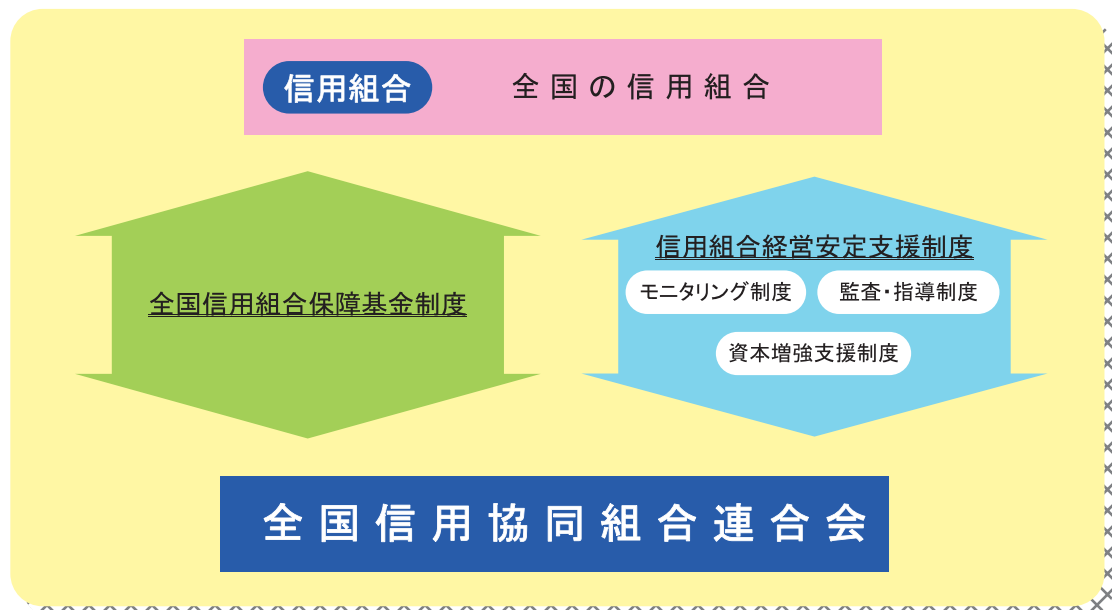 信用組合
全国の信用組合
全国信用組合保障基金制度
信用組合経営安定支援制度
モニタリング制度
監査・指導制度
資本増強支援制度
全国信用協同組合連合会